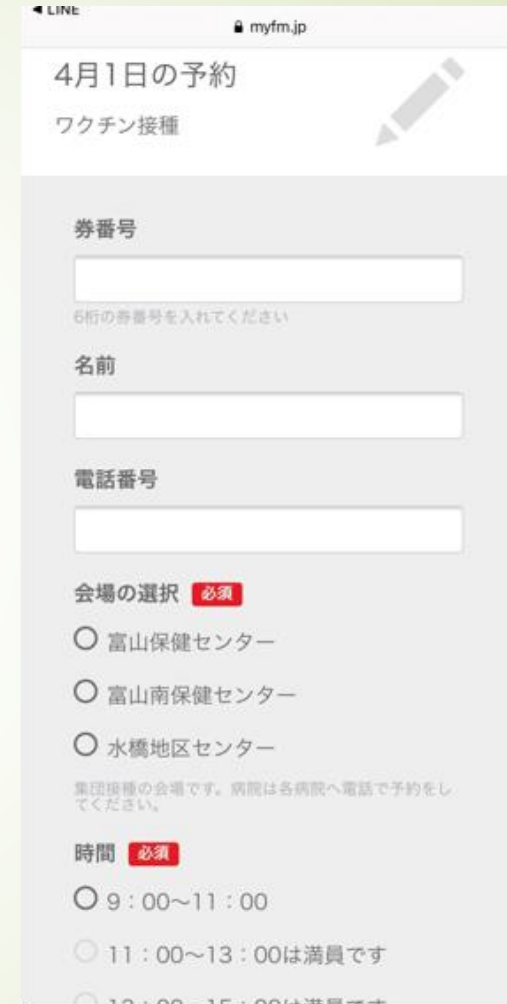 LINE
myfm.jp
4月1日の予約
ワクチン接種
券番号
6桁の券番号を入れてください
名前
電話番号
会場の選択 必須
富山保健センター
富山南保健センター
水橋地区センター
集団接種の会場です。病院は各病院へ電話で予約をし
てください。
時間 必須
9：00〜11：00
11：00〜13：00は満員です